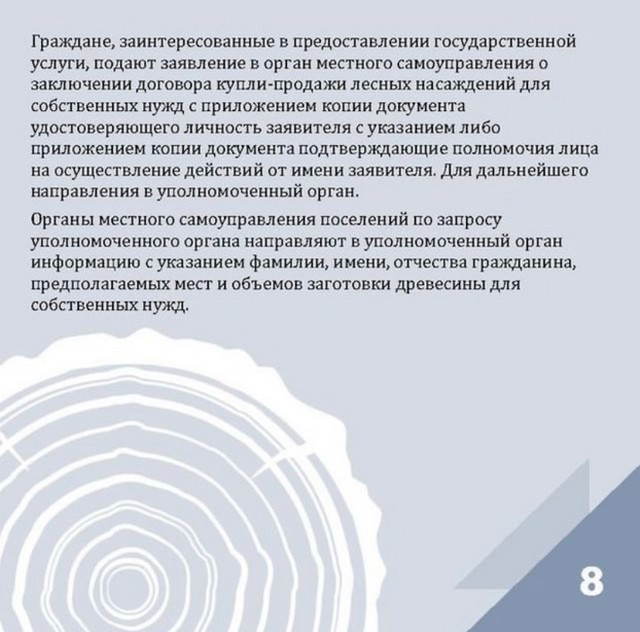 Граждане, заинтересованные в предоставлении государственной
услуги, подают заявление в орган местного самоуправления о
заключении договора купли-продажи лесных насаждений для
собственных нужд с приложением копии документа
удостоверяющего личность заявителя с указанием либо
приложением копии документа подтверждающие полномочия лица
на осуществление действий от имени заявителя. Для дальнейшего
направления в уполномоченный орган.
Органы местного самоуправления поселений по запросу
уполномоченного органа направляют в уполномоченный орган
информацию с указанием фамилии, имени, отчества гражданина,
предполагаемых мест и объемов заготовки древесины для
собственных нужд.
8